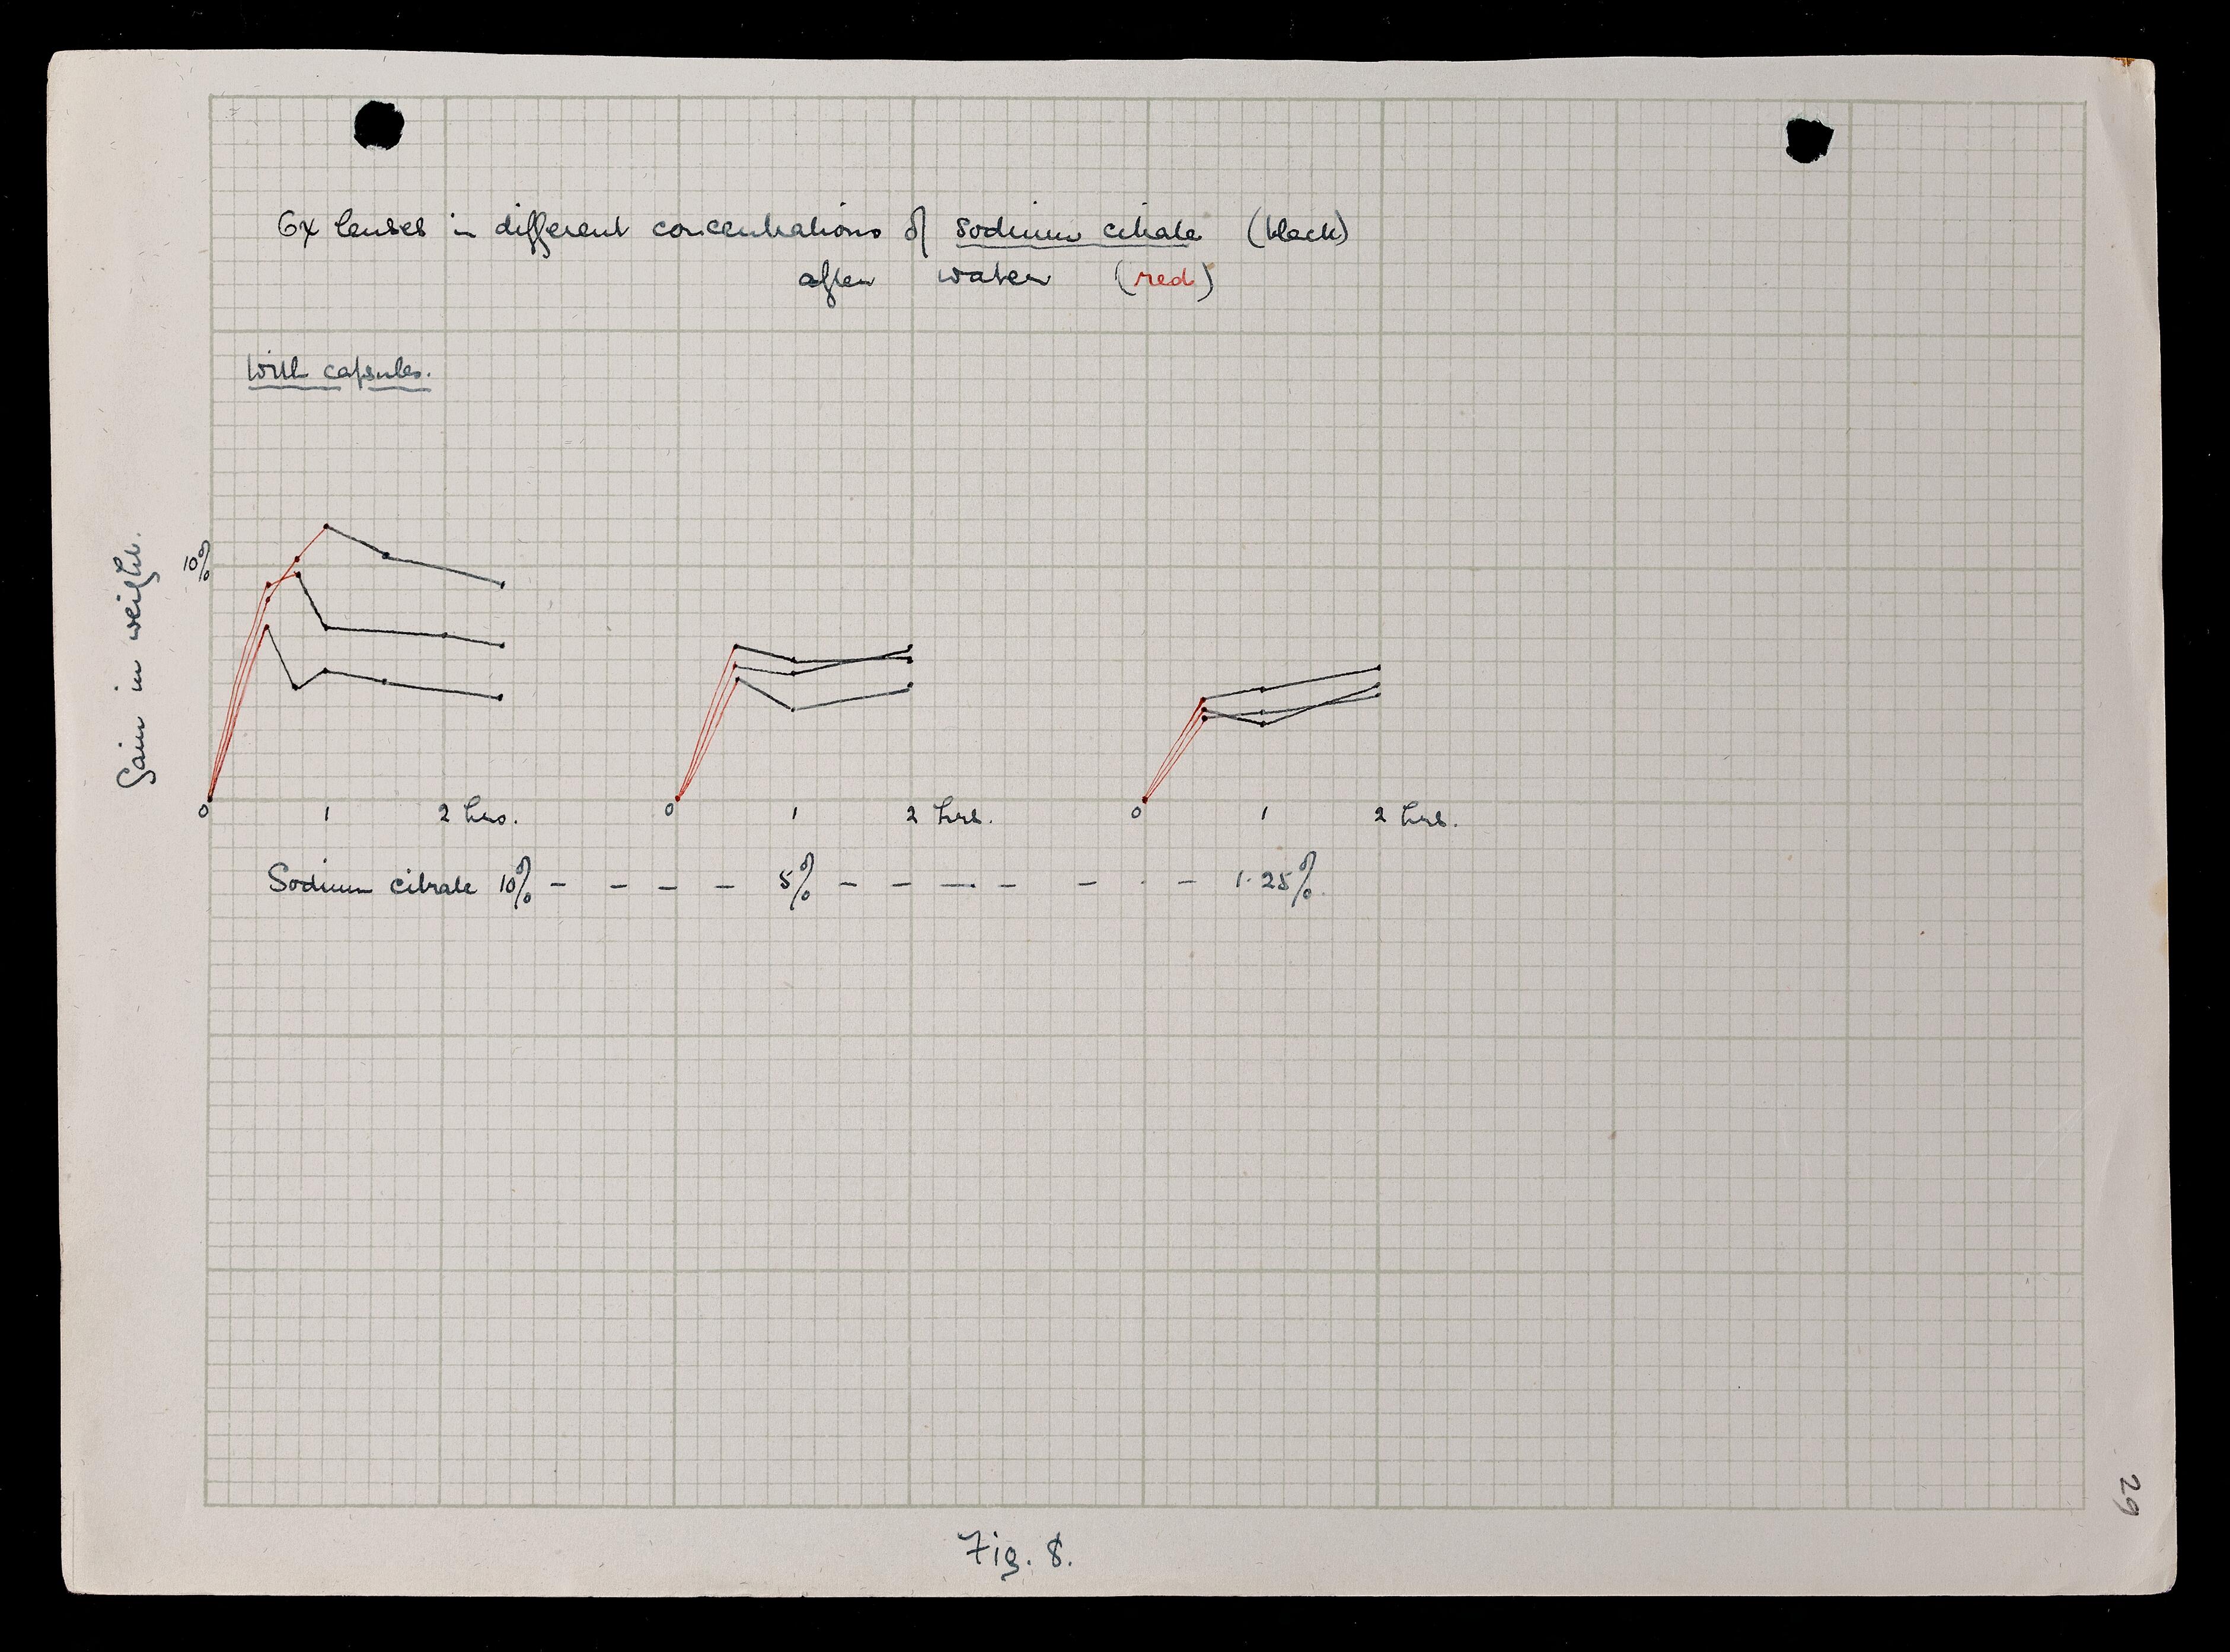 Ox lenses in different concentrations of sodium citrate (black)
after water (red)
With capsules.
Gain in weight.
10%
0 1 2 hrs. 0 1 2 hrs. 0 1 2 hrs.
Sodium citrate 10% - - - - 5% - - - - - - - 1.25%
Fig. 8.
29